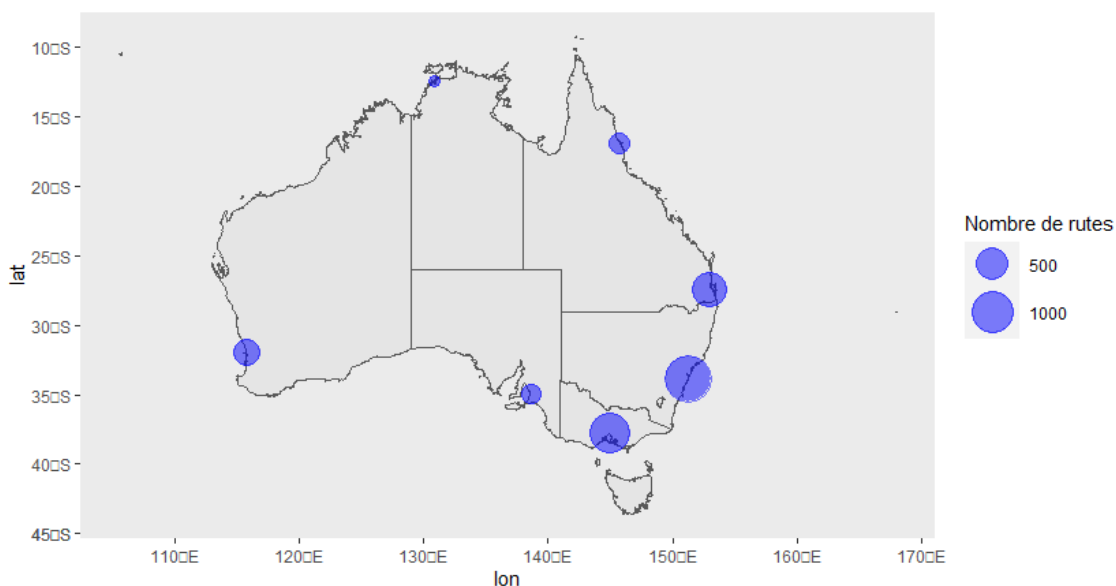 10□S
15□S
20□S
25□S
30□S
35□S
40□S
45□S
lat
110□E
120□E
130□E
140□E
150□E
160□E
170□E
lon
Nombre de rutes
500
1000